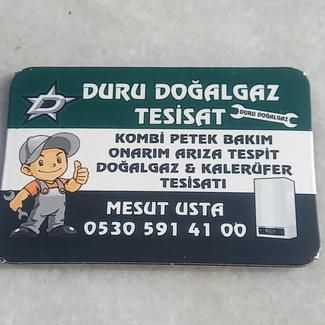 DURU DOĞALGAZ
TESİSAT
DURU DOĞALGAZ
KOMBİ PETEK BAKIM
ONARIM ARIZA TESPİT
DOĞALGAZ & KALERÜFER
TESİSATI
MESUT USTA
0530 591 41 00